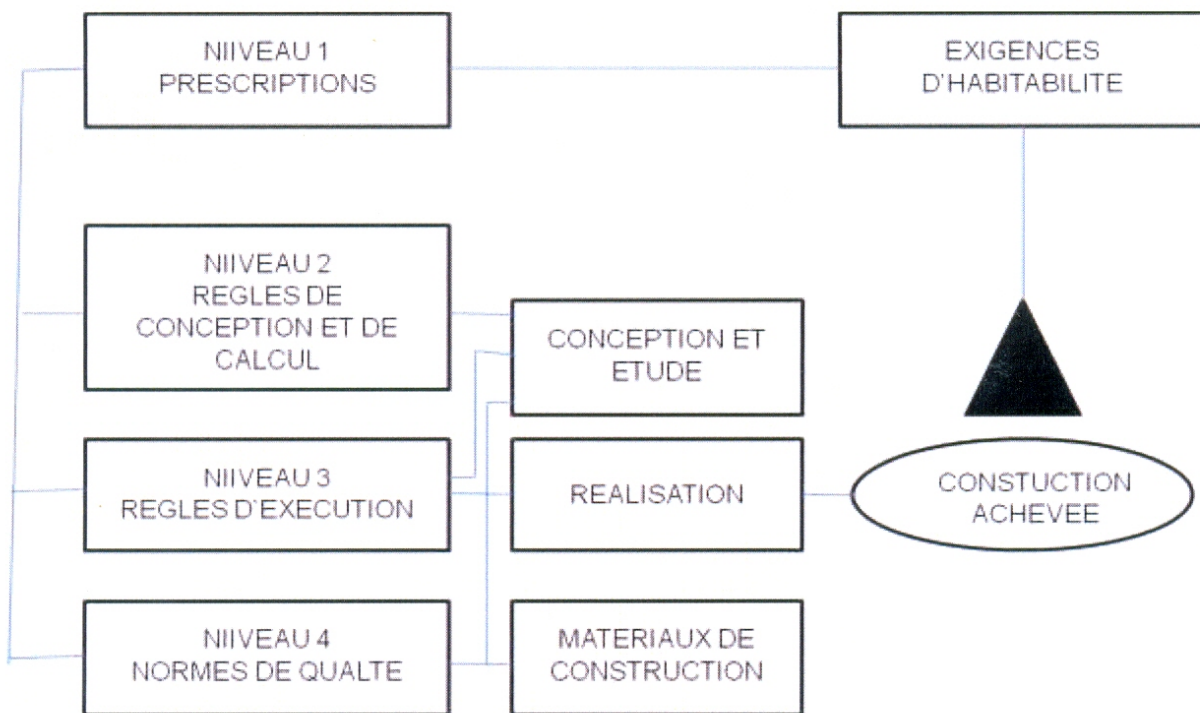 NIIVEAU 1
PRESCRIPTIONS
EXIGENCES
D'HABITABILITE
NIIVEAU 2
REGLES DE
CONCEPTION ET DE
CALCUL
CONCEPTION ET
ETUDE
NIIVEAU 3
REGLES D'EXECUTION
REALISATION
CONSTUCTION
ACHEVEE
NIIVEAU 4
NORMES DE QUALTE
MATERIAUX DE
CONSTRUCTION